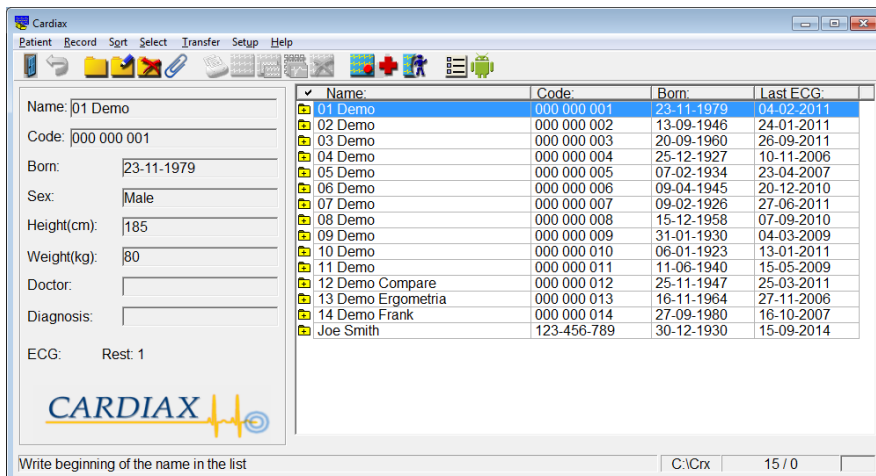 Cardiax
Patient Record Sort Select Transfer Setup Help
Name: 01 Demo
Code: 000 000 001
Born: 23-11-1979
Sex: Male
Height(cm): 185
Weight(kg): 80
Doctor:
Diagnosis:
ECG: Rest: 1
CARDIAX
Name: Code: Born: Last ECG:
01 Demo 000 000 001 23-11-1979 04-02-2011
02 Demo 000 000 002 13-09-1946 24-01-2011
03 Demo 000 000 003 20-09-1960 26-09-2011
04 Demo 000 000 004 25-12-1927 10-11-2006
05 Demo 000 000 005 07-02-1934 23-04-2007
06 Demo 000 000 006 09-04-1945 20-12-2010
07 Demo 000 000 007 09-02-1926 27-06-2011
08 Demo 000 000 008 15-12-1958 07-09-2010
09 Demo 000 000 009 31-01-1930 04-03-2009
10 Demo 000 000 010 06-01-1923 13-01-2011
11 Demo 000 000 011 11-06-1940 15-05-2009
12 Demo Compare 000 000 012 25-11-1947 25-03-2011
13 Demo Ergometria 000 000 013 16-11-1964 27-11-2006
14 Demo Frank 000 000 014 27-09-1980 16-10-2007
Joe Smith 123-456-789 30-12-1930 15-09-2014
Write beginning of the name in the list C:\Crx 15 / 0